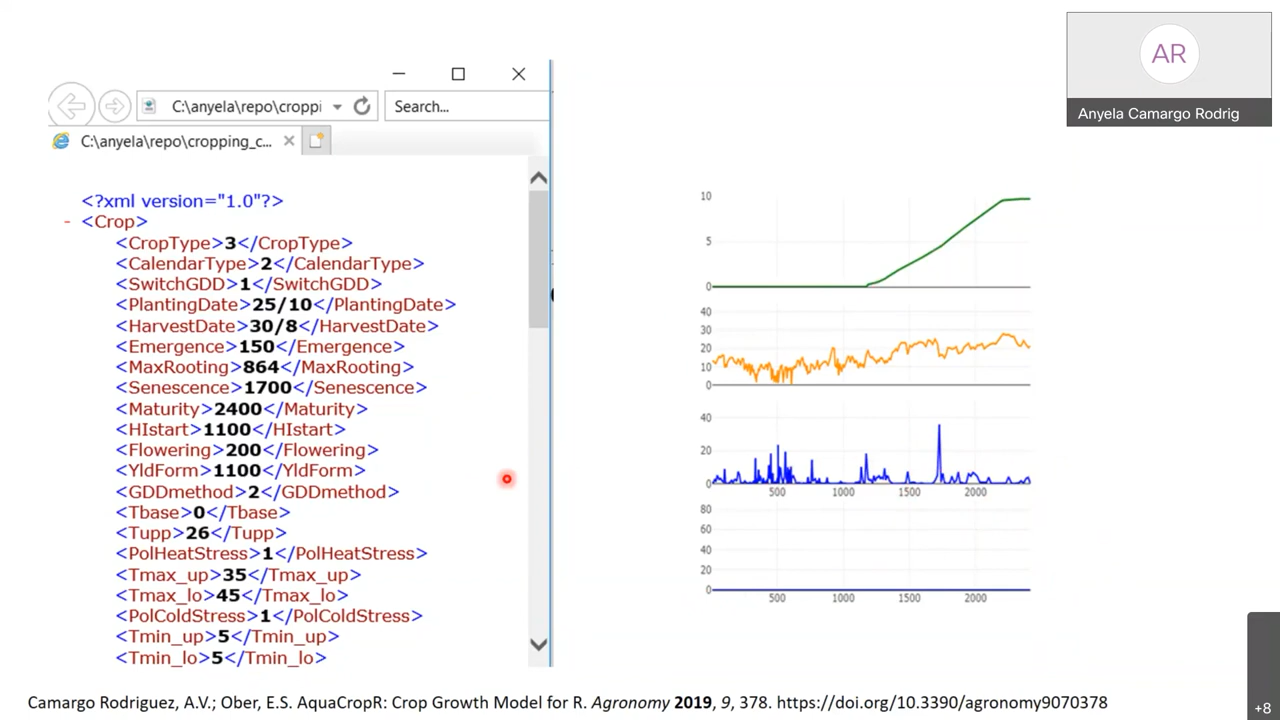 AR
Anyela Camargo Rodrig
C:\anyela\repo\croppi
Search...
C:\anyela\repo\cropping_c...
<?xml version="1.0"?>
- <Crop>
<CropType>3</CropType>
<CalendarType>2</CalendarType>
<SwitchGDD>1</SwitchGDD>
<PlantingDate>25/10</PlantingDate>
<HarvestDate>30/8</HarvestDate>
<Emergence>150</Emergence>
<MaxRooting>864</MaxRooting>
<Senescence>1700</Senescence>
<Maturity>2400</Maturity>
<HIstart>1100</HIstart>
<Flowering>200</Flowering>
<YldForm>1100</YldForm>
<GDDmethod>2</GDDmethod>
<Tbase>0</Tbase>
<Tupp>26</Tupp>
<PolHeatStress>1</PolHeatStress>
<Tmax_up>35</Tmax_up>
<Tmax_lo>45</Tmax_lo>
<PolColdStress>1</PolColdStress>
<Tmin_up>5</Tmin_up>
<Tmin_lo>5</Tmin_lo>
10
5
0
40
30
20
10
0
40
20
0
500 1000 1500 2000
80
60
40
20
0
500 1000 1500 2000
Camargo Rodriguez, A.V.; Ober, E.S. AquaCropR: Crop Growth Model for R. Agronomy 2019, 9, 378. https://doi.org/10.3390/agronomy9070378
+8